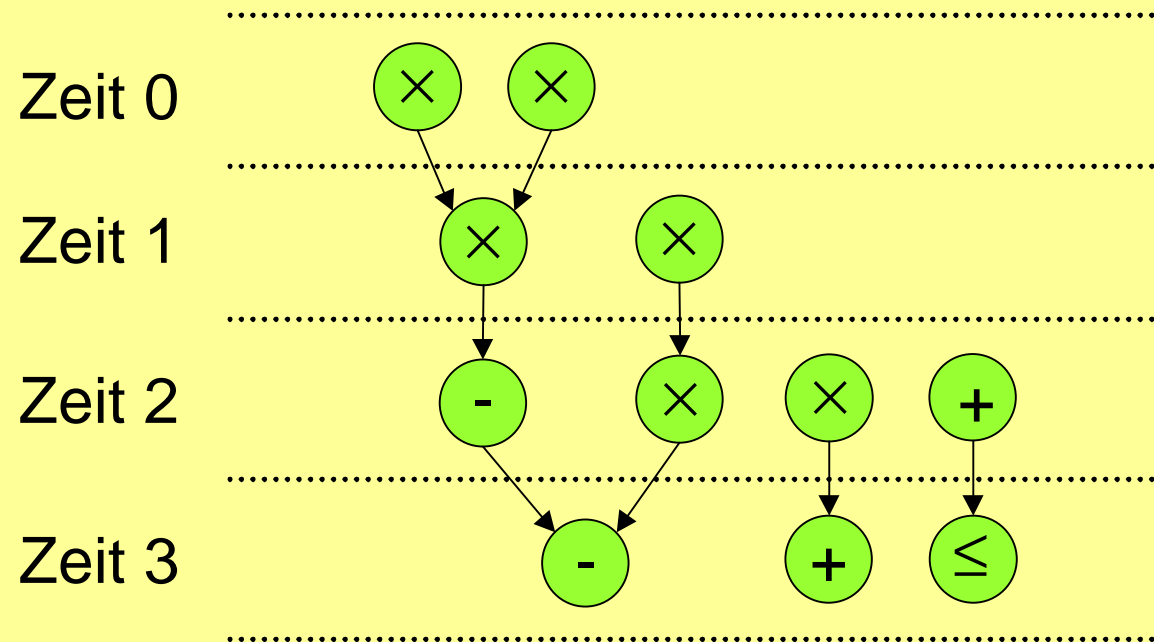 Zeit 0 × ×
Zeit 1 × ×
Zeit 2 - × × +
Zeit 3 - + ≤